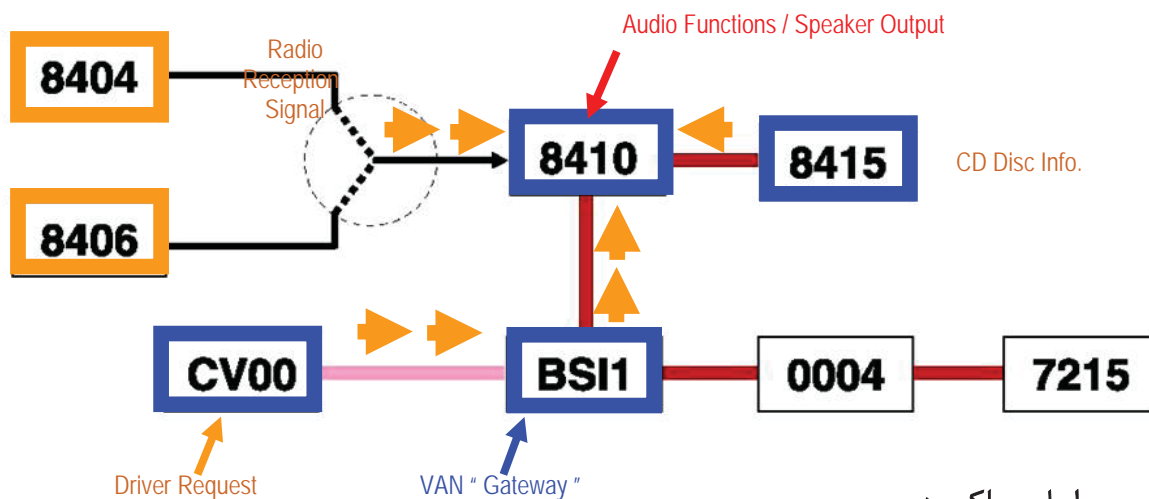 Audio Functions / Speaker Output
8404
Radio
Reception
Signal
8410
8415
CD Disc Info.
8406
CV00
BSI1
0004
7215
Driver Request
VAN “ Gateway ”